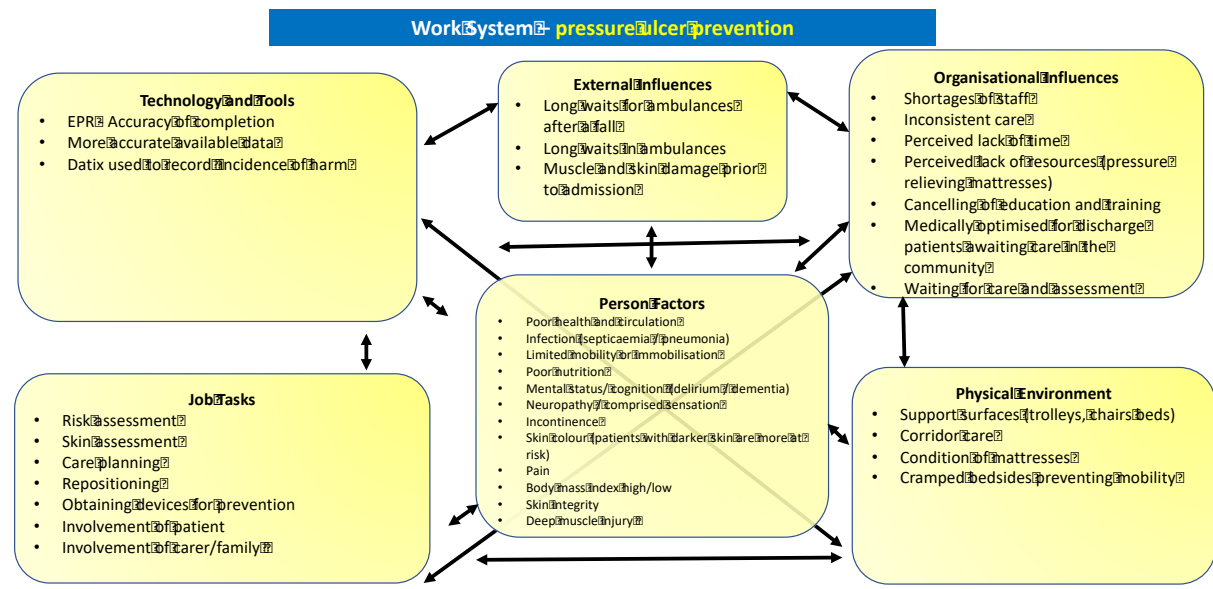 Work System – pressure ulcer prevention
Technology and Tools
• EPR – Accuracy of completion
• More accurate available data
• Datix used to record incidence of harm
External Influences
• Long waits for ambulances
after a fall
• Long waits in ambulances
• Muscle and skin damage prior
to admission
Organisational Influences
• Shortages of staff
• Inconsistent care
• Perceived lack of time
• Perceived lack of resources (pressure
relieving mattresses)
• Cancelling of education and training
• Medically optimised for discharge
patients awaiting care in the
community
• Waiting for care and assessment
Person Factors
• Poor health and circulation
• Infection (septicaemia / pneumonia)
• Limited mobility or immobilisation
• Poor nutrition
• Mental status/ cognition (delirium / dementia)
• Neuropathy / comprised sensation
• Incontinence
• Skin colour (patients with darker skin are more at
risk)
• Pain
• Body mass index high/low
• Skin integrity
• Deep muscle injury
Job Tasks
• Risk assessment
• Skin assessment
• Care planning
• Repositioning
• Obtaining devices for prevention
• Involvement of patient
• Involvement of carer/family
Physical Environment
• Support surfaces (trolleys, chairs beds)
• Corridor care
• Condition of mattresses
• Cramped bedsides preventing mobility